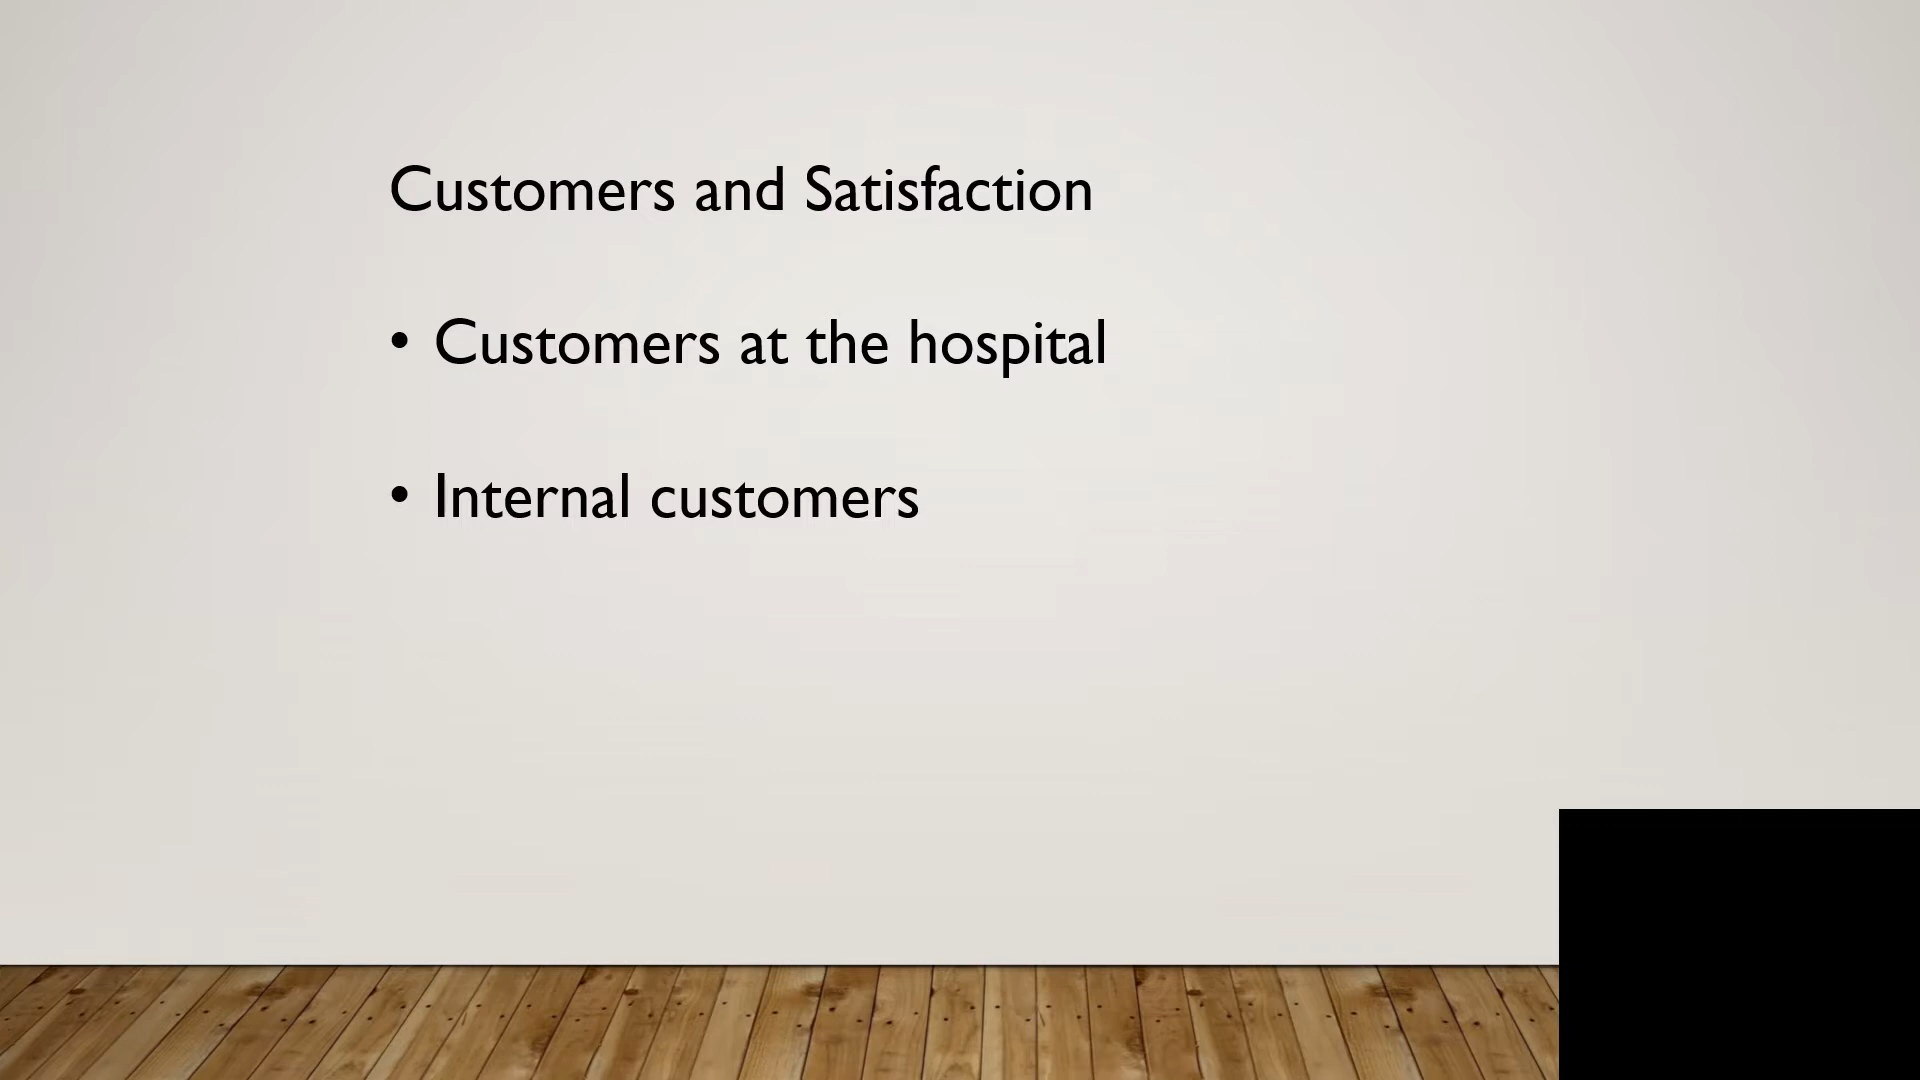 Customers and Satisfaction
• Customers at the hospital
• Internal customers